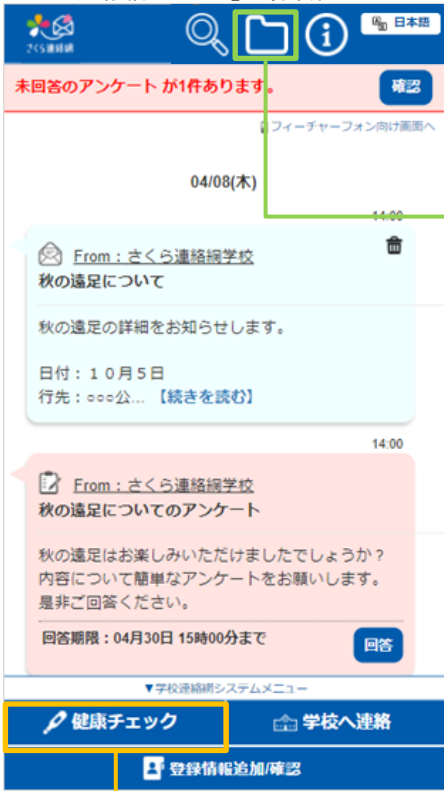 さくら連絡網
日本語
未回答のアンケート が1件あります。
確認
フィーチャーフォン向け画面へ
04/08(木)
14:00
From：さくら連絡網学校
秋の遠足について
秋の遠足の詳細をお知らせします。
日付：１０月５日
行先：○○○公... 【続きを読む】
14:00
From：さくら連絡網学校
秋の遠足についてのアンケート
秋の遠足はお楽しみいただけましたでしょうか？
内容について簡単なアンケートをお願いします。
是非ご回答ください。
回答期限：04月30日 15時00分まで
回答
▼学校連絡網システムメニュー
健康チェック
学校へ連絡
登録情報追加/確認